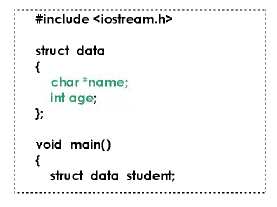 #include <iostream.h>
struct data
{
char *name;
int age;
};
void main()
{
struct data student;